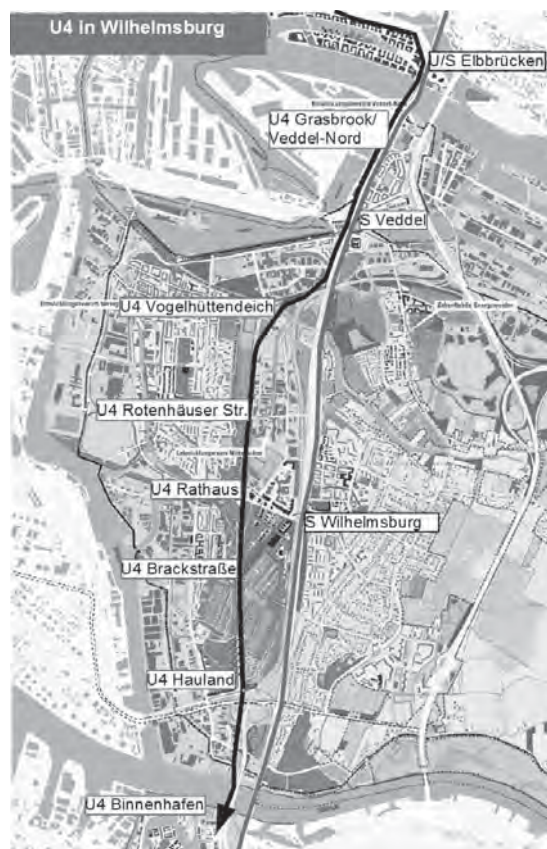 U4 in Wilhelmsburg
U/S Elbbrücken
U4 Grasbrook/
Veddel-Nord
S Veddel
U4 Vogelhüttendeich
U4 Rotenhäuser Str.
U4 Rathaus
S Wilhelmsburg
U4 Brackstraße
U4 Hauland
U4 Binnenhafen